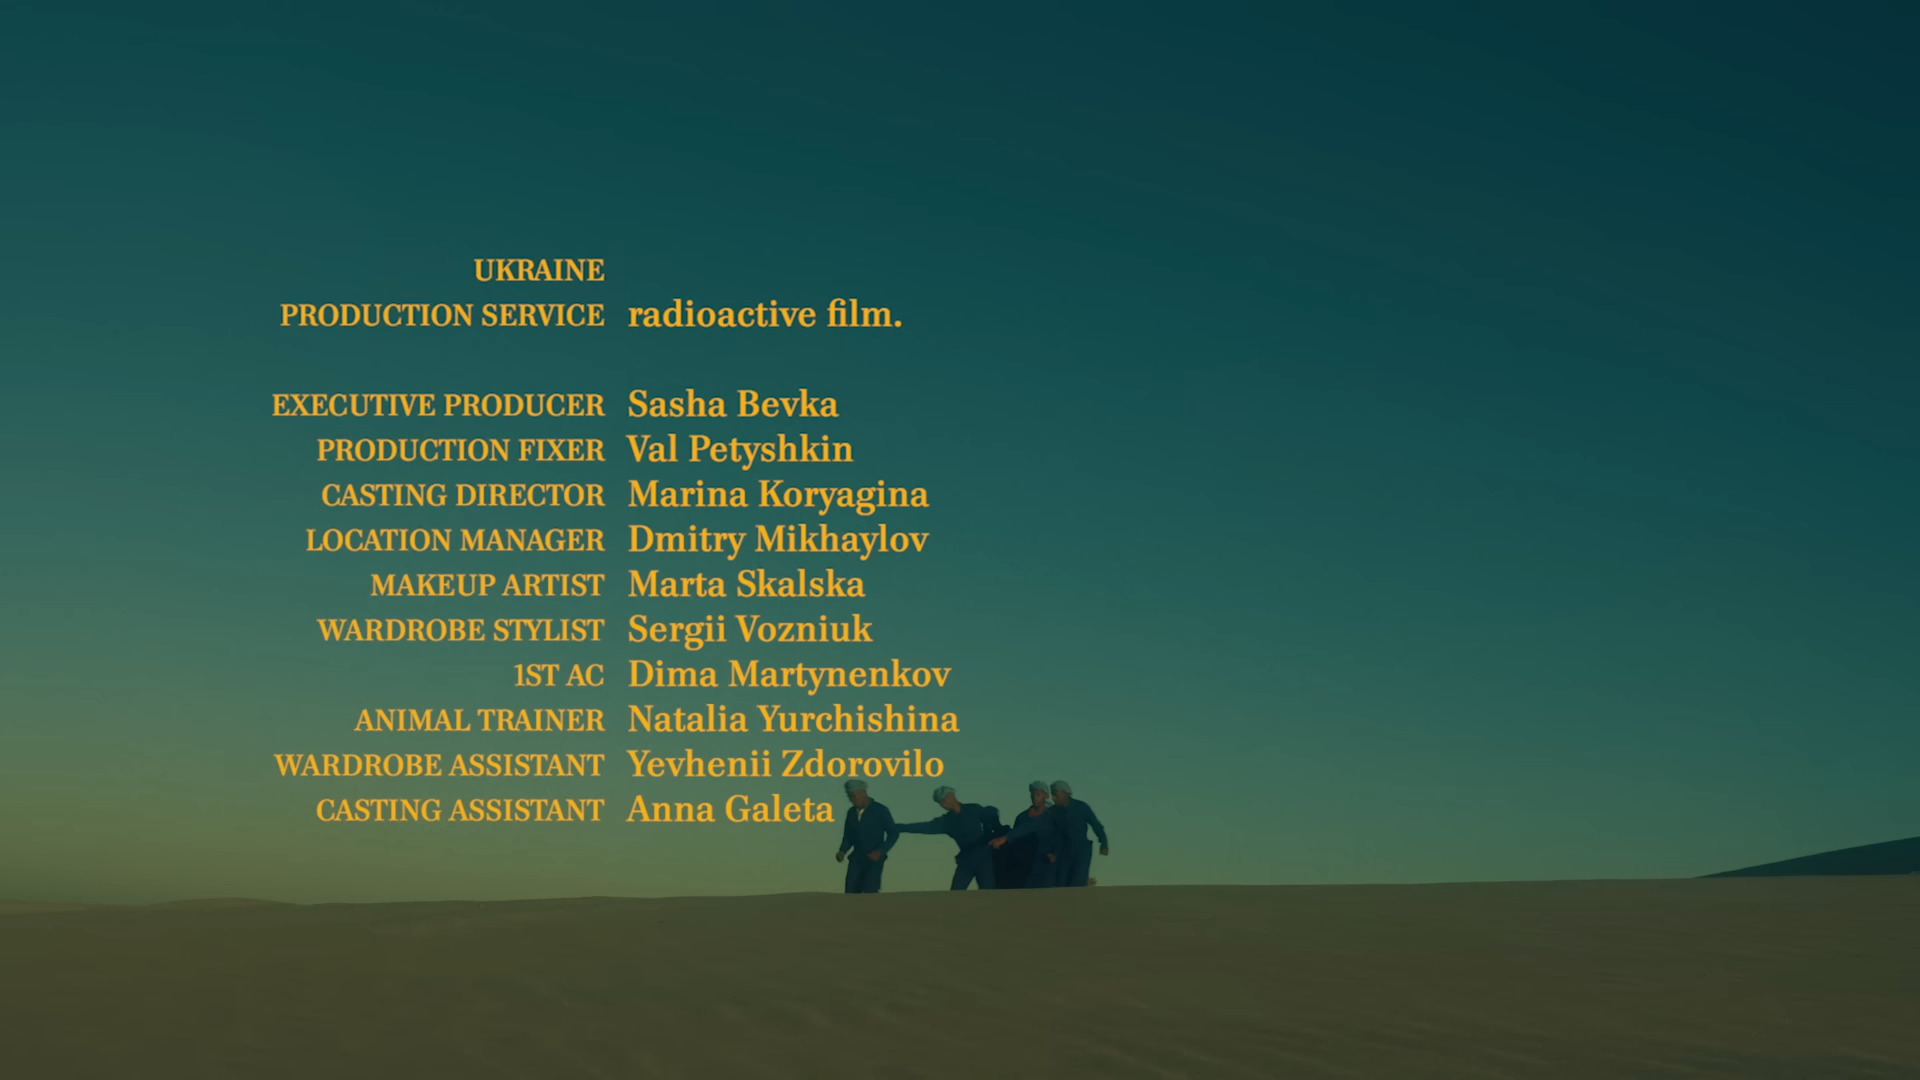 UKRAINE
PRODUCTION SERVICE radioactive film.
EXECUTIVE PRODUCER Sasha Bevka
PRODUCTION FIXER Val Petyshkin
CASTING DIRECTOR Marina Koryagina
LOCATION MANAGER Dmitry Mikhaylov
MAKEUP ARTIST Marta Skalska
WARDROBE STYLIST Sergii Vozniuk
1ST AC Dima Martynenkov
ANIMAL TRAINER Natalia Yurchishina
WARDROBE ASSISTANT Yevhenii Zdorovilo
CASTING ASSISTANT Anna Galeta